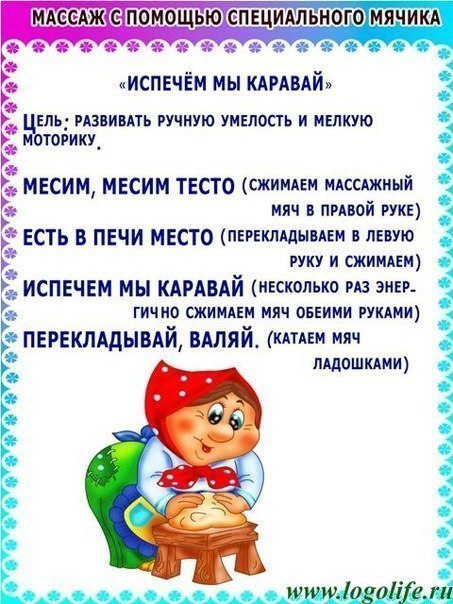 МАССАЖ С ПОМОЩЬЮ СПЕЦИАЛЬНОГО МЯЧИКА
«ИСПЕЧЁМ МЫ КАРАВАЙ»
ЦЕЛЬ: РАЗВИВАТЬ РУЧНУЮ УМЕЛОСТЬ И МЕЛКУЮ
МОТОРИКУ.
МЕСИМ, МЕСИМ ТЕСТО (СЖИМАЕМ МАССАЖНЫЙ
МЯЧ В ПРАВОЙ РУКЕ)
ЕСТЬ В ПЕЧИ МЕСТО (ПЕРЕКЛАДЫВАЕМ В ЛЕВУЮ
РУКУ И СЖИМАЕМ)
ИСПЕЧЕМ МЫ КАРАВАЙ (НЕСКОЛЬКО РАЗ ЭНЕР-
ГИЧНО СЖИМАЕМ МЯЧ ОБЕИМИ РУКАМИ)
ПЕРЕКЛАДЫВАЙ, ВАЛЯЙ. (КАТАЕМ МЯЧ
ЛАДОШКАМИ)
www.logolife.ru